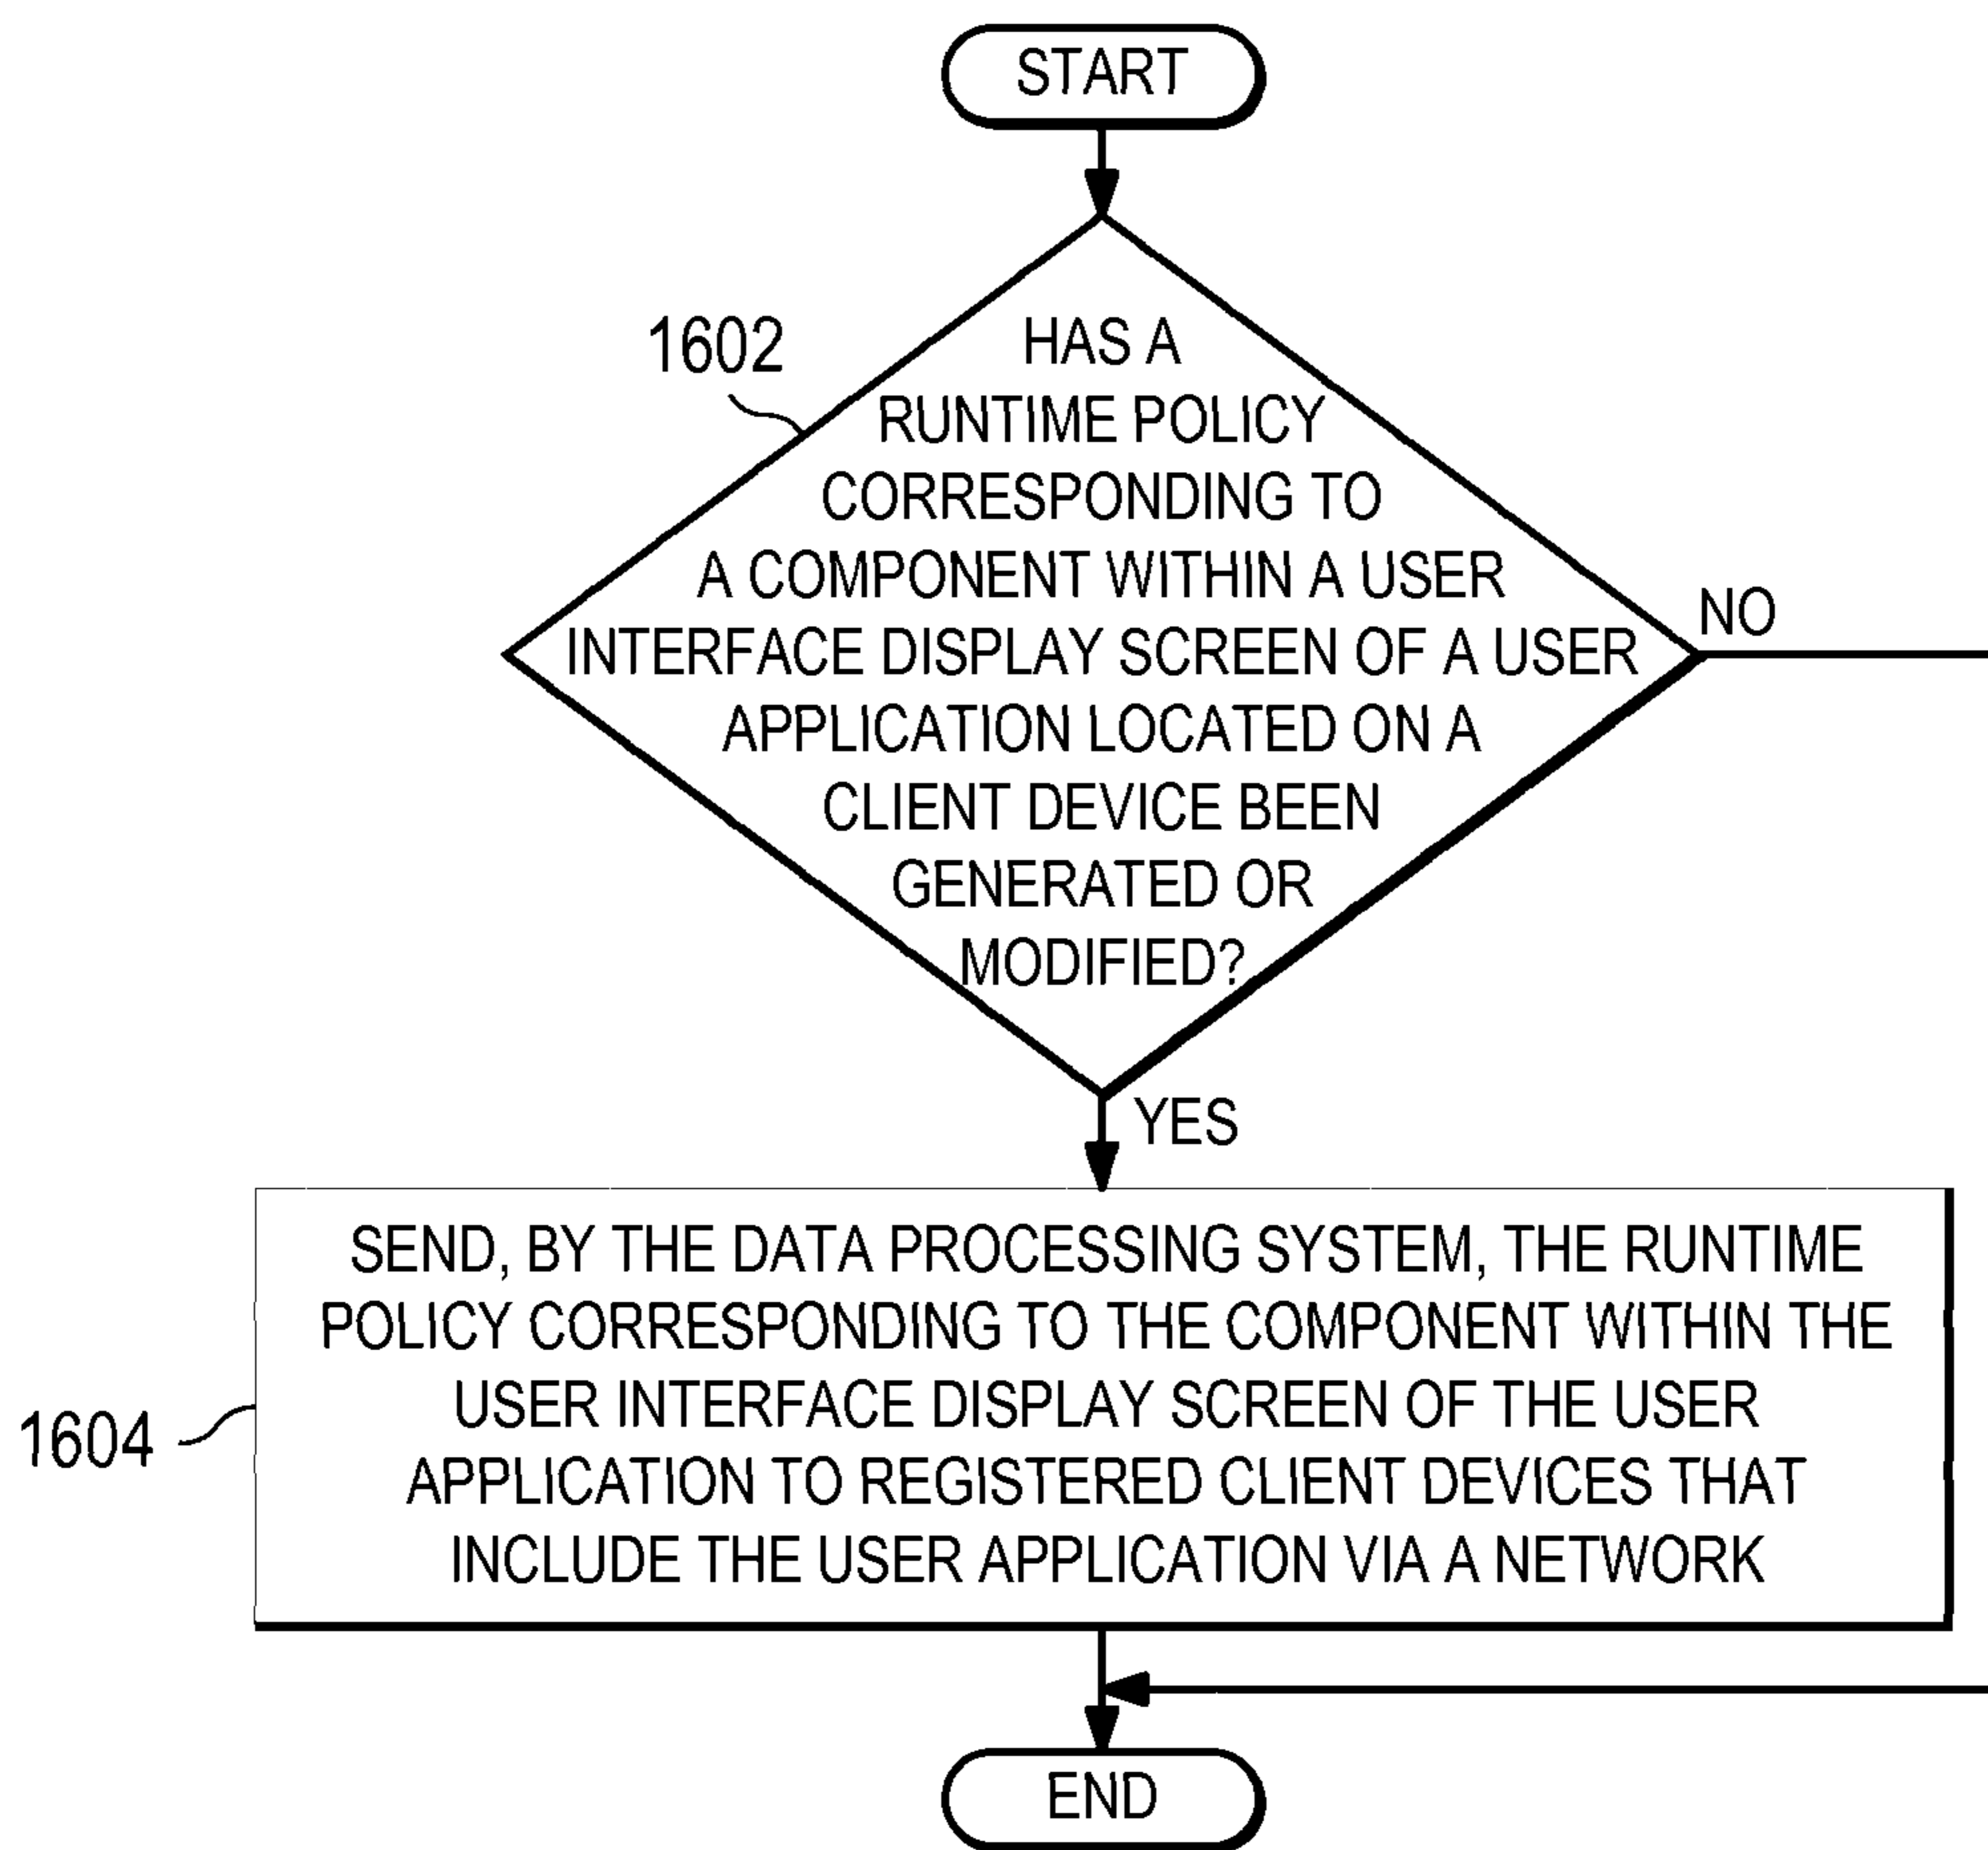 START
1602
HAS A
RUNTIME POLICY
CORRESPONDING TO
A COMPONENT WITHIN A USER
INTERFACE DISPLAY SCREEN OF A USER
APPLICATION LOCATED ON A
CLIENT DEVICE BEEN
GENERATED OR
MODIFIED?
NO
YES
SEND, BY THE DATA PROCESSING SYSTEM, THE RUNTIME
POLICY CORRESPONDING TO THE COMPONENT WITHIN THE
USER INTERFACE DISPLAY SCREEN OF THE USER
APPLICATION TO REGISTERED CLIENT DEVICES THAT
INCLUDE THE USER APPLICATION VIA A NETWORK
1604
END